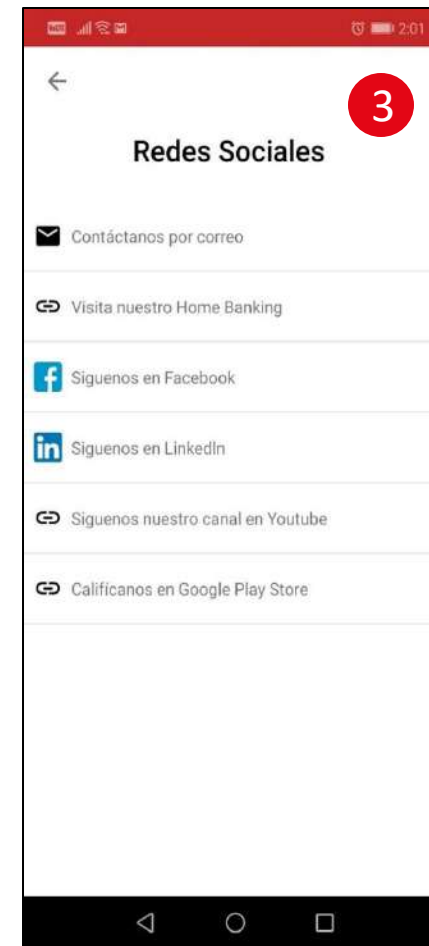 2:01
3
Redes Sociales
Contáctanos por correo
Visita nuestro Home Banking
f Siguenos en Facebook
in Siguenos en LinkedIn
Siguenos nuestro canal en Youtube
Califícanos en Google Play Store